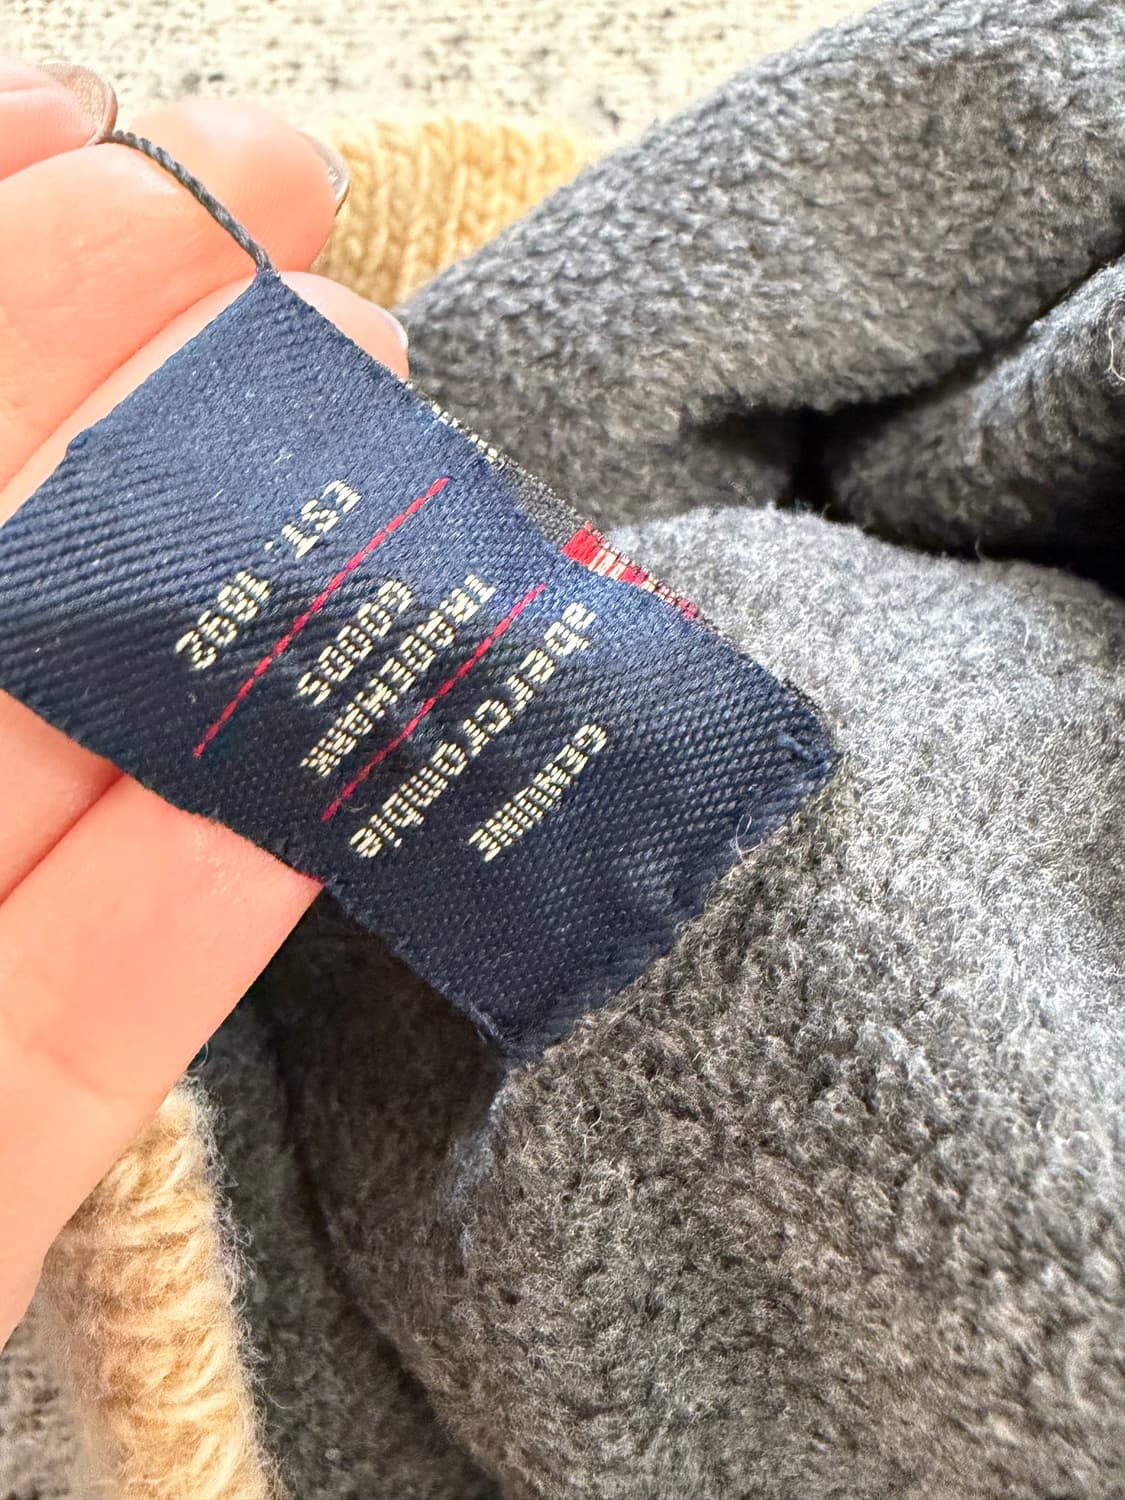 GENUINE
abercrombie
TRADEMARK
GOODS
EST. 1892